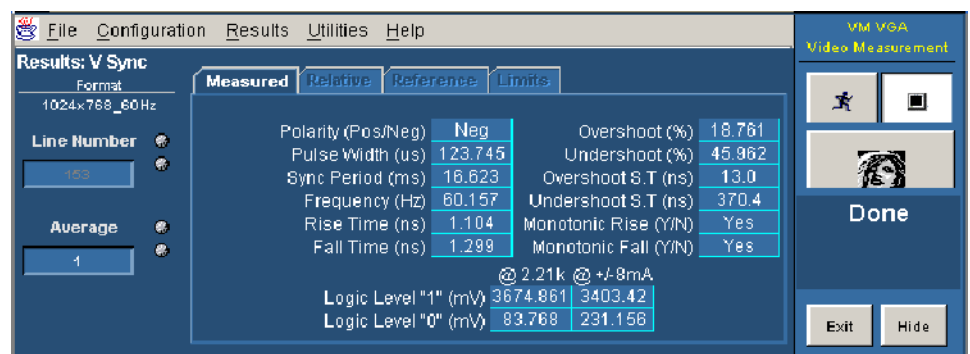 File Configuration Results Utilities Help
VM VGA
Video Measurement
Results: V Sync
Format
1024x768_60Hz
Measured Relative Reference Limits
Line Number
153
Average
1
Polarity (Pos/Neg) Neg Overshoot (%) 18.761
Pulse Width (us) 123.745 Undershoot (%) 45.962
Sync Period (ms) 16.623 Overshoot S.T (ns) 13.0
Frequency (Hz) 60.157 Undershoot S.T (ns) 370.4
Rise Time (ns) 1.104 Monotonic Rise (Y/N) Yes
Fall Time (ns) 1.299 Monotonic Fall (Y/N) Yes
@ 2.21k @ +/-8mA
Logic Level "1" (mV) 3674.861 3403.42
Logic Level "0" (mV) 83.768 231.156
Done
Exit Hide